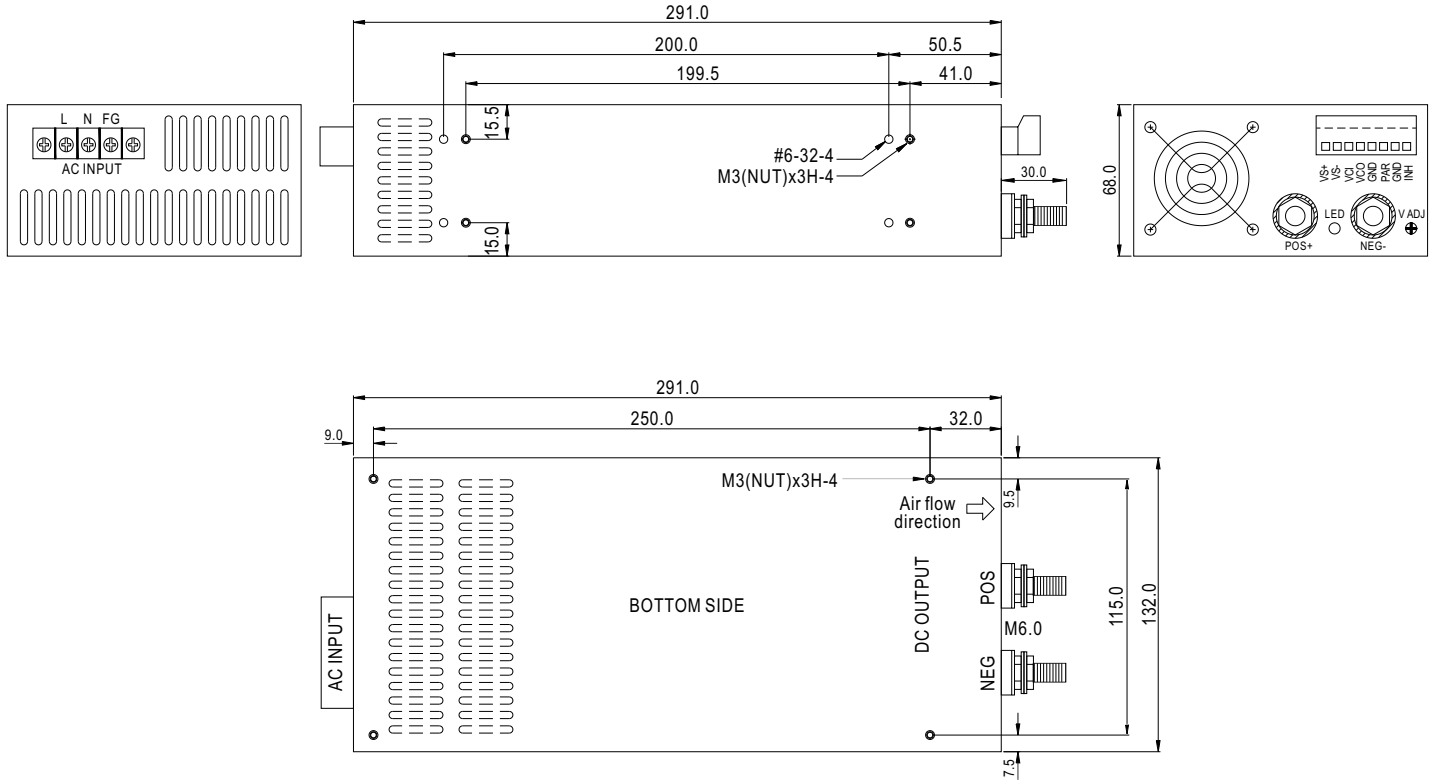 291.0
200.0
50.5
199.5
41.0
15.5
15.0
#6-32-4
M3(NUT)x3H-4
30.0
L N FG
AC INPUT
68.0
VS+
VS-
VCI
VCO
GND
PAR
GND
INH
LED
V ADJ
POS+
NEG-
291.0
250.0
32.0
9.0
M3(NUT)x3H-4
9.5
Air flow
direction
BOTTOM SIDE
AC INPUT
DC OUTPUT
POS
M6.0
NEG
115.0
132.0
7.5